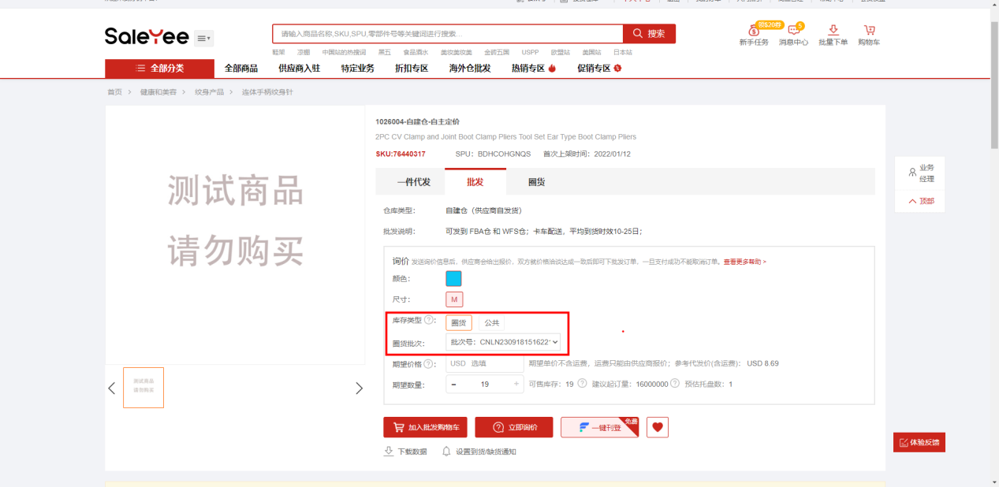 SaleYee
请输入商品名称,SKU,SPU,零部件号等关键词进行搜索...
搜索
领$20券
5
新手任务 消息中心 批量下单 购物车
鞋架 凉棚 中国站的热搜词 黑五 食品酒水 美妆美妆美 金砖五国 USPP 欧盟站 美国站 日本站
全部分类 全部商品 供应商入驻 特定业务 折扣专区 海外仓批发 热销专区 促销专区
首页 > 健康和美容 > 纹身产品 > 连体手柄纹身针
测试商品
请勿购买
测试商品
请勿购买
1026004-自建仓-自主定价
2PC CV Clamp and Joint Boot Clamp Pliers Tool Set Ear Type Boot Clamp Pliers
SKU:76440317 SPU：BDHCOHGNQS 首次上架时间：2022/01/12
一件代发 批发 圈货
仓库类型： 自建仓（供应商自发货）
批发说明： 可发到 FBA仓 和 WFS仓；卡车配送，平均到货时效10-25日；
询价 发送询价信息后，供应商会给出报价，双方就价格洽谈达成一致后即可下批发订单，一旦支付成功不能取消订单。查看更多帮助 >
颜色：
尺寸： M
库存类型 ?： 圈货 公共
圈货批次： 批次号：CNLN230918151622
期望价格 ?： USD 选填 期望单价不含运费，运费只能由供应商报价；参考代发价(含运费)： USD 8.69
期望数量： - 19 + 可售库存：19 ? 建议起订量：16000000 ? 预估托盘数：1
加入批发购物车 立即询价 一键刊登 免费
下载数据 设置到货/缺货通知
业务
经理
顶部
体验反馈